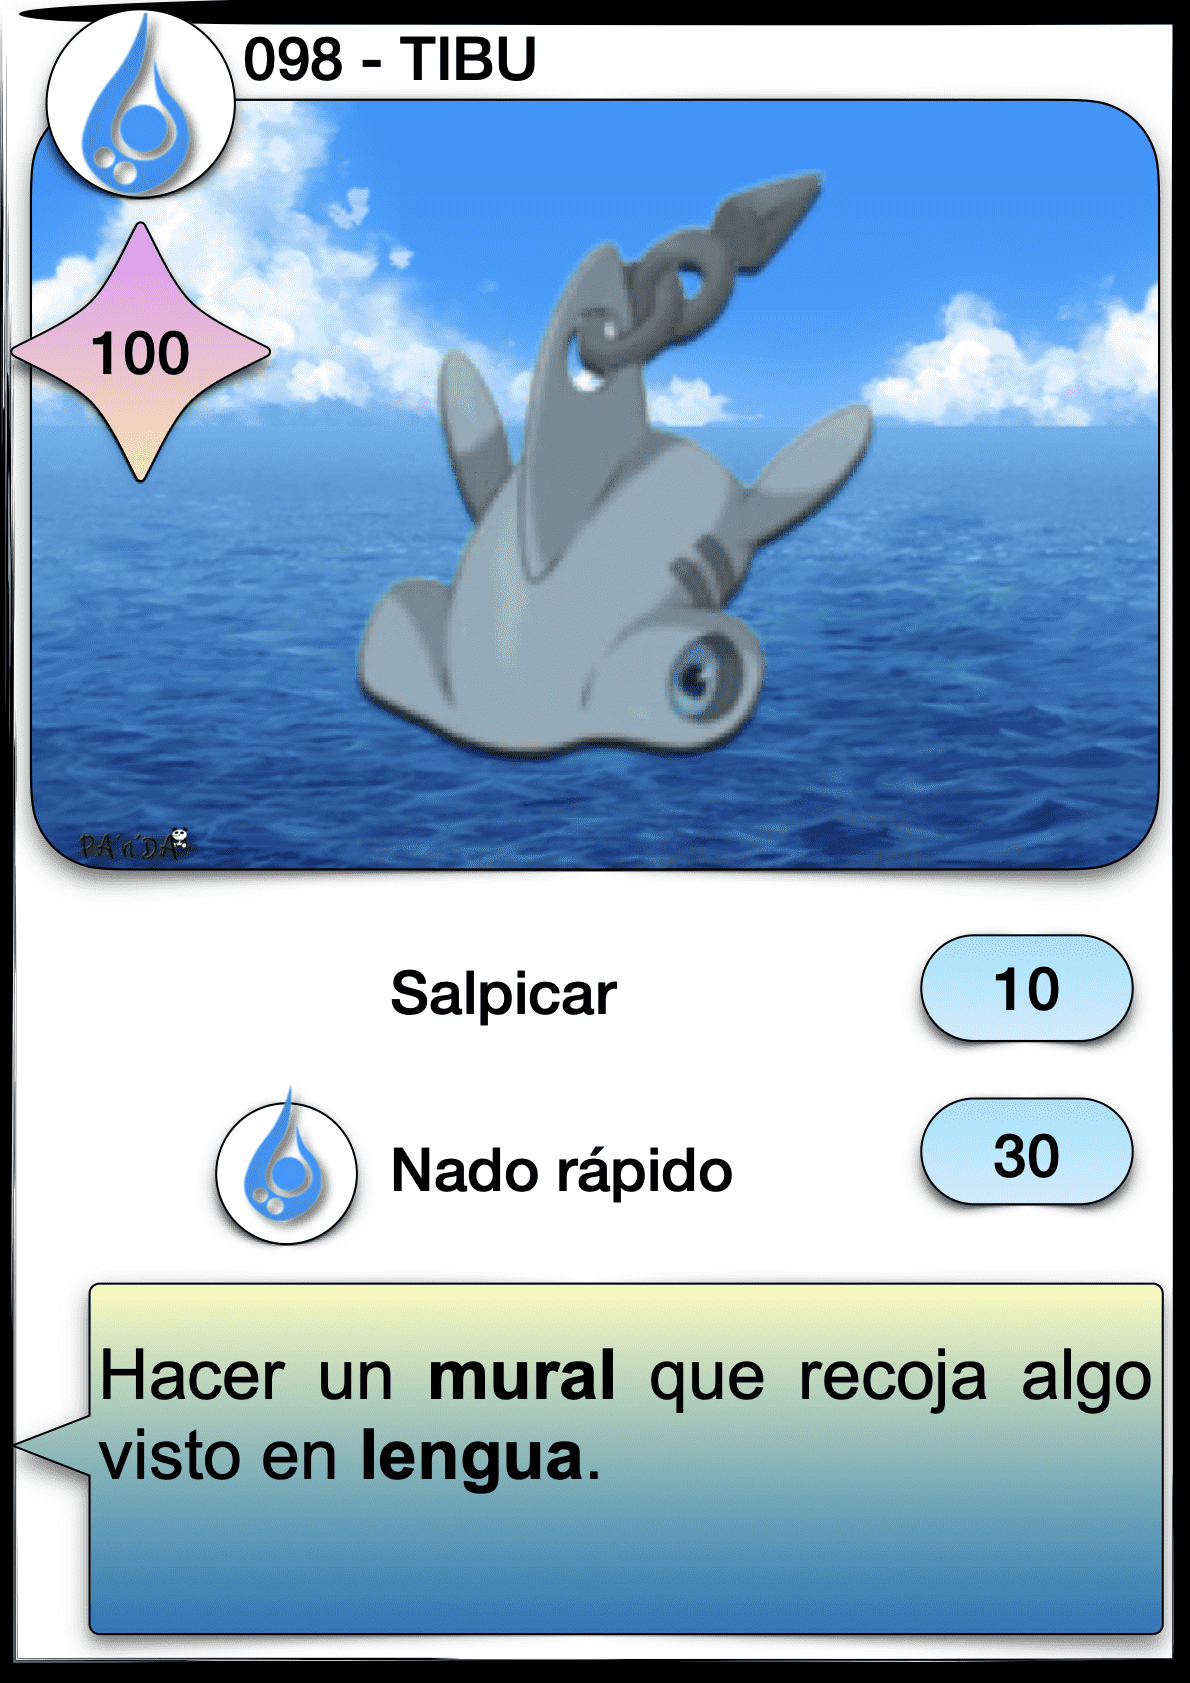 098 - TIBU
100
PA'n'DA
Salpicar
10
Nado rápido
30
Hacer un mural que recoja algo
visto en lengua.